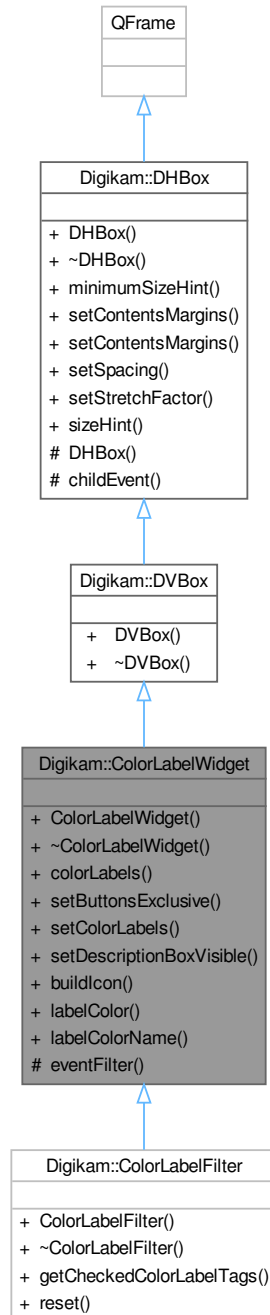 QFrame
Digikam::DHBox
+ DHBox()
+ ~DHBox()
+ minimumSizeHint()
+ setContentsMargins()
+ setContentsMargins()
+ setSpacing()
+ setStretchFactor()
+ sizeHint()
# DHBox()
# childEvent()
Digikam::DVBox
+ DVBox()
+ ~DVBox()
Digikam::ColorLabelWidget
+ ColorLabelWidget()
+ ~ColorLabelWidget()
+ colorLabels()
+ setButtonsExclusive()
+ setColorLabels()
+ setDescriptionBoxVisible()
+ buildIcon()
+ labelColor()
+ labelColorName()
# eventFilter()
Digikam::ColorLabelFilter
+ ColorLabelFilter()
+ ~ColorLabelFilter()
+ getCheckedColorLabelTags()
+ reset()